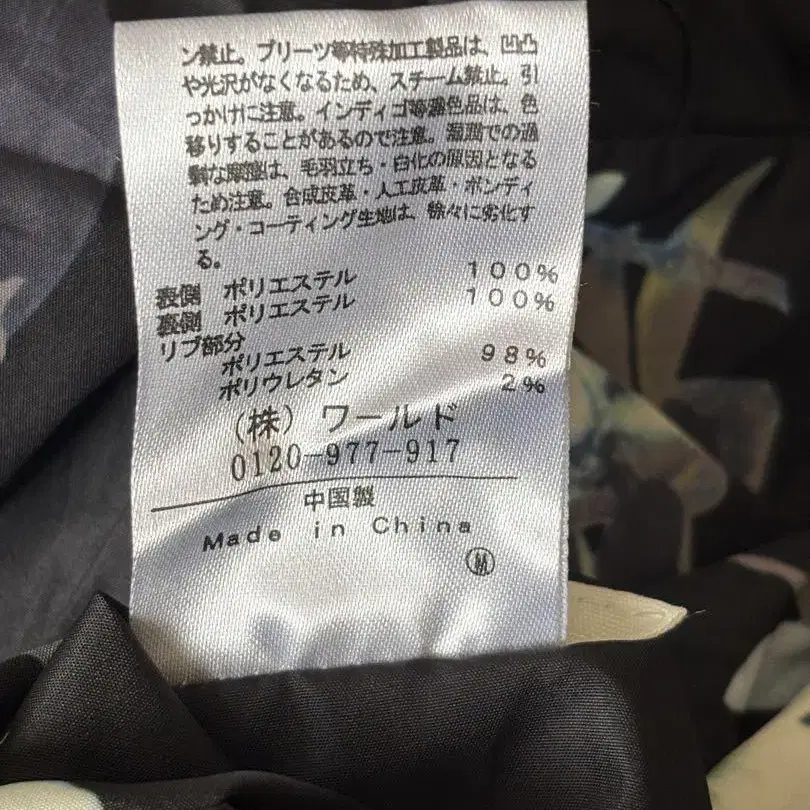 ン禁止。プリーツ等特殊加工製品は、凹凸
や光沢がなくなるため、スチーム禁止。引
っかけに注意。インディゴ等濃色品は、色
移りすることがあるので注意。湿潤での過
剰な摩擦は、毛羽立ち・白化の原因となる
ため注意。合成皮革・人工皮革・ボンディ
ング・コーティング生地は、徐々に劣化す
る。
表側 ポリエステル 100%
裏側 ポリエステル 100%
リブ部分
ポリエステル 98%
ポリウレタン 2%
(株) ワールド
0120-977-917
中国製
Made in China